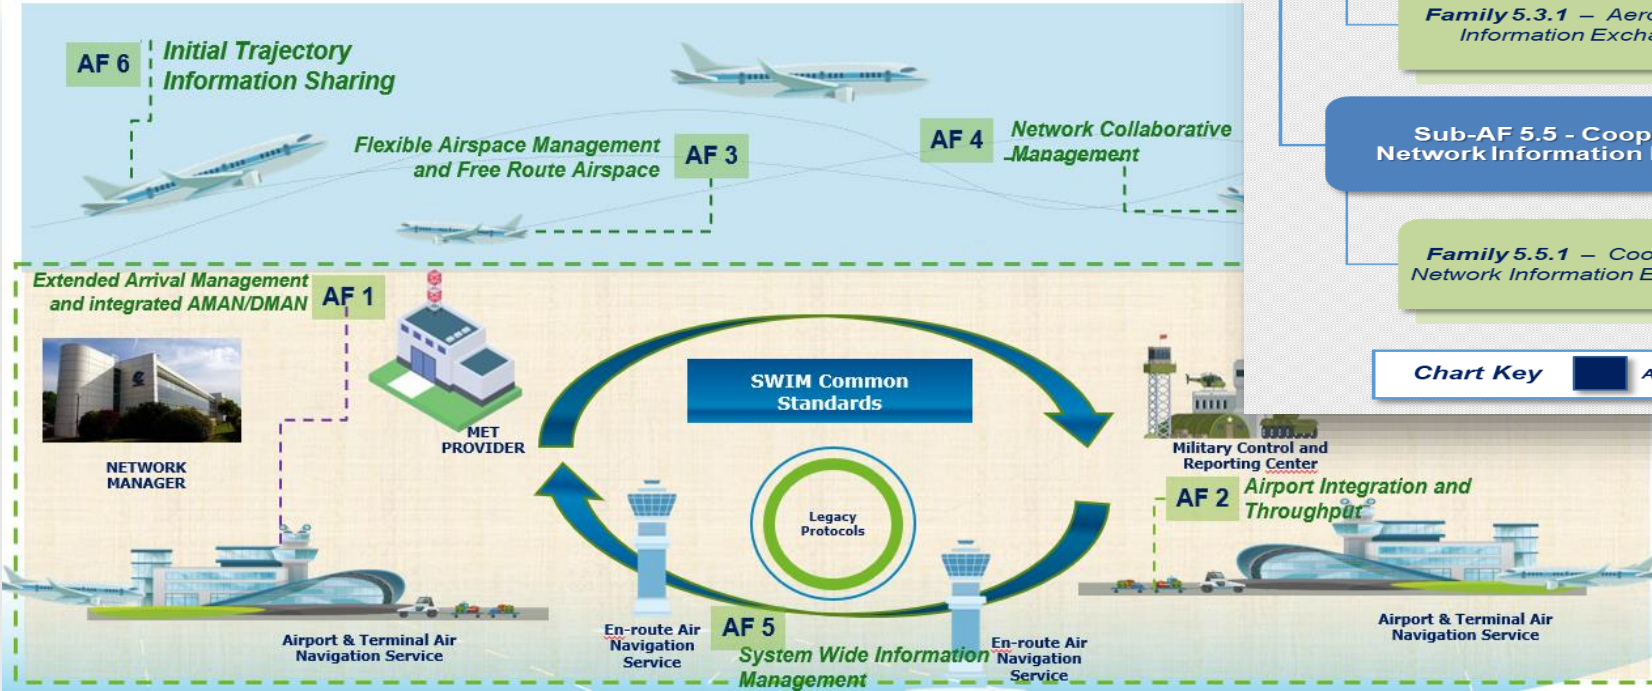 AF 6
Initial Trajectory
Information Sharing
Flexible Airspace Management
and Free Route Airspace
AF 3
AF 4
Network Collaborative
Management
Family 5.3.1 –
Information
Sub-AF 5.5 -
Network Information
Family 5.5.1 –
Network Information
Chart Key
Extended Arrival Management
and integrated AMAN/DMAN
AF 1
NETWORK
MANAGER
MET
PROVIDER
SWIM Common
Standards
Legacy
Protocols
Military Control and
Reporting Center
AF 2
Airport Integration and
Throughput
Airport & Terminal Air
Navigation Service
En-route Air
Navigation
Service
AF 5
System Wide Information
Management
En-route Air
Navigation
Service
Airport & Terminal Air
Navigation Service